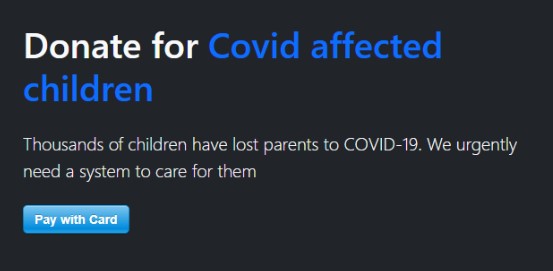 Donate for Covid affected
children
Thousands of children have lost parents to COVID-19. We urgently
need a system to care for them
Pay with Card